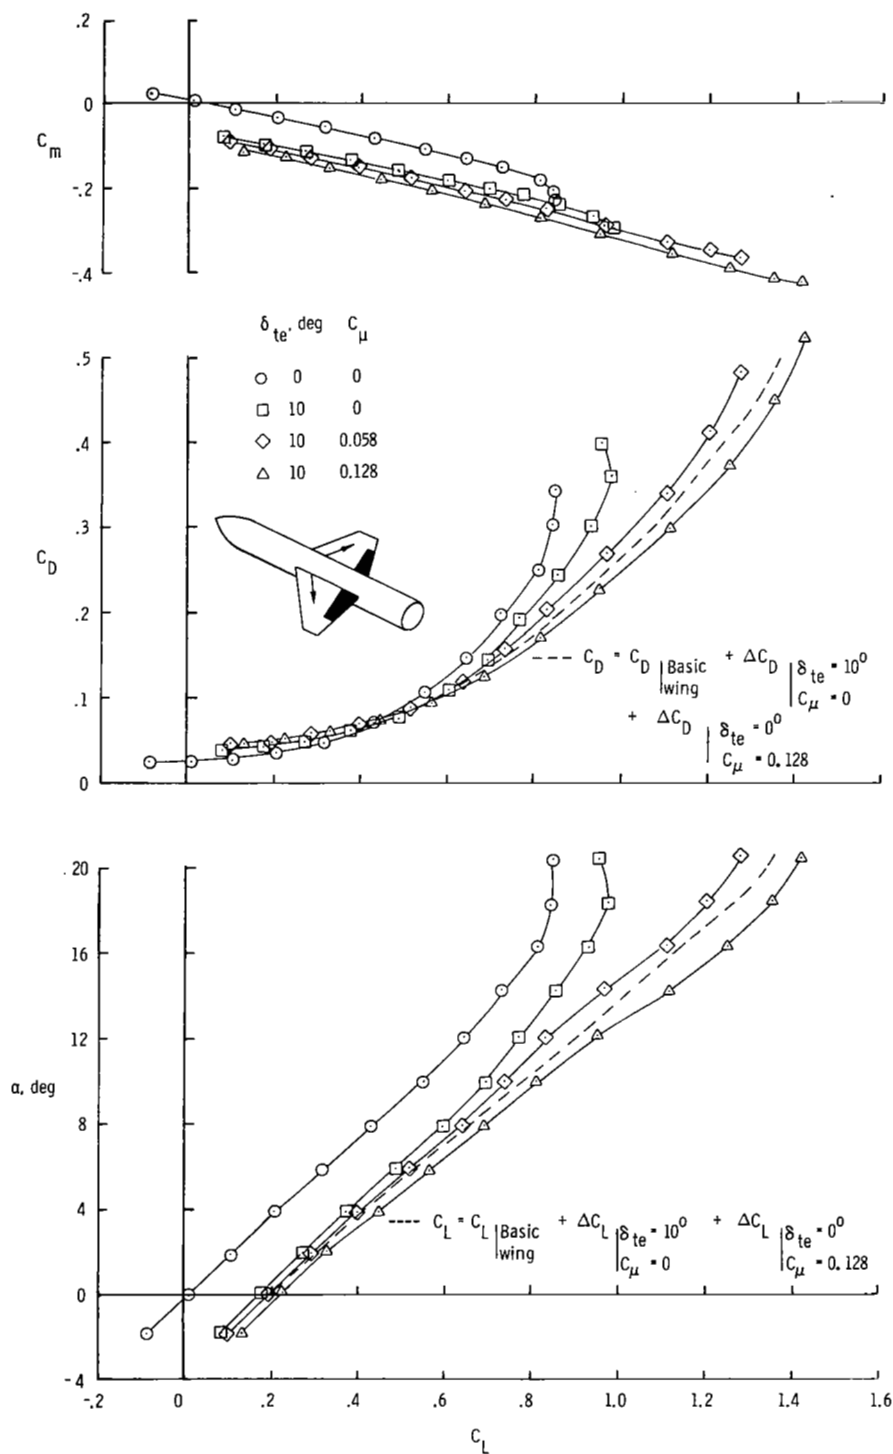 0
C_m
-.2
-.4
δ_te, deg C_μ
0 0
10 0
10 0.058
10 0.128
.5
.4
.3
C_D
.2
.1
0
C_D = C_D |Basic wing + ΔC_D |δ_te = 10° C_μ = 0
+ ΔC_D |δ_te = 0° C_μ = 0.128
20
16
12
α, deg
8
4
0
-4
C_L = C_L |Basic wing + ΔC_L |δ_te = 10° C_μ = 0 + ΔC_L |δ_te = 0° C_μ = 0.128
-.2 0 .2 .4 .6 .8 1.0 1.2 1.4 1.6
C_L